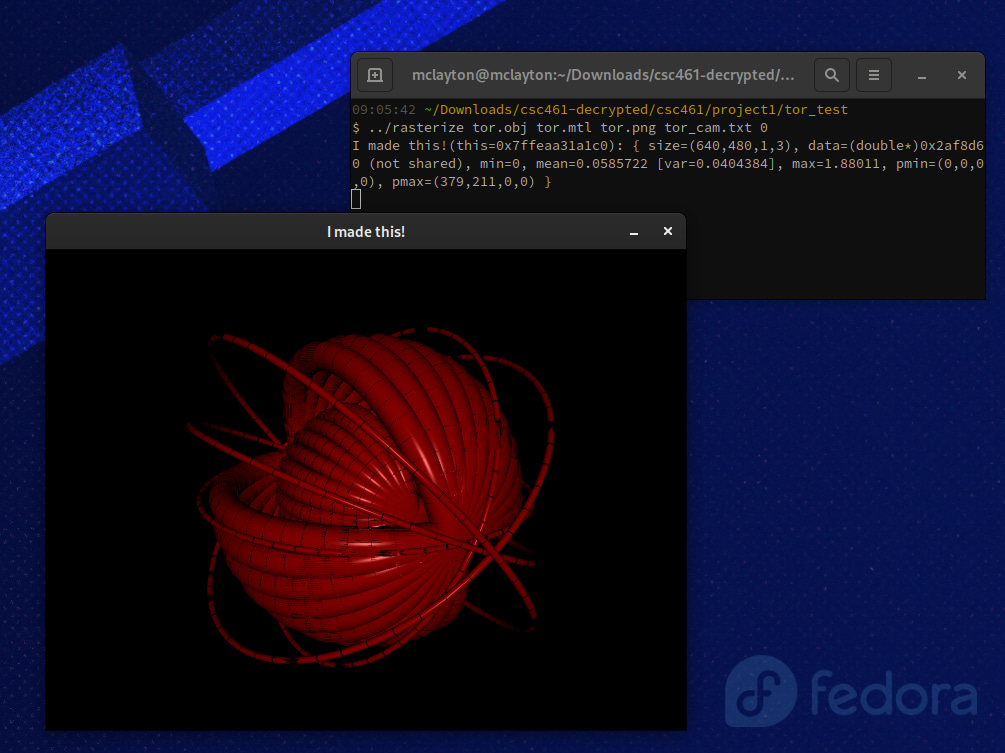 mclayton@mclayton:~/Downloads/csc461-decrypted/...
09:05:42 ~/Downloads/csc461-decrypted/csc461/project1/tor_test
$ ../rasterize tor.obj tor.mtl tor.png tor_cam.txt 0
I made this!(this=0x7ffeaa31a1c0): { size=(640,480,1,3), data=(double*)0x2af8d6
0 (not shared), min=0, mean=0.0585722 [var=0.0404384], max=1.88011, pmin=(0,0,0
,0), pmax=(379,211,0,0) }
I made this!
fedora